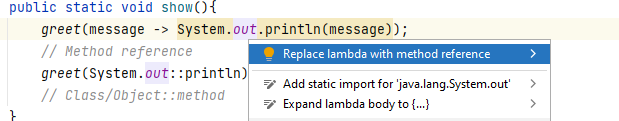 public static void show(){
greet(message -> System.out.println(message));
// Method reference
Replace lambda with method reference
greet(System.out::println)
Add static import for 'java.lang.System.out'
// Class/Object::method
Expand lambda body to {...}
}